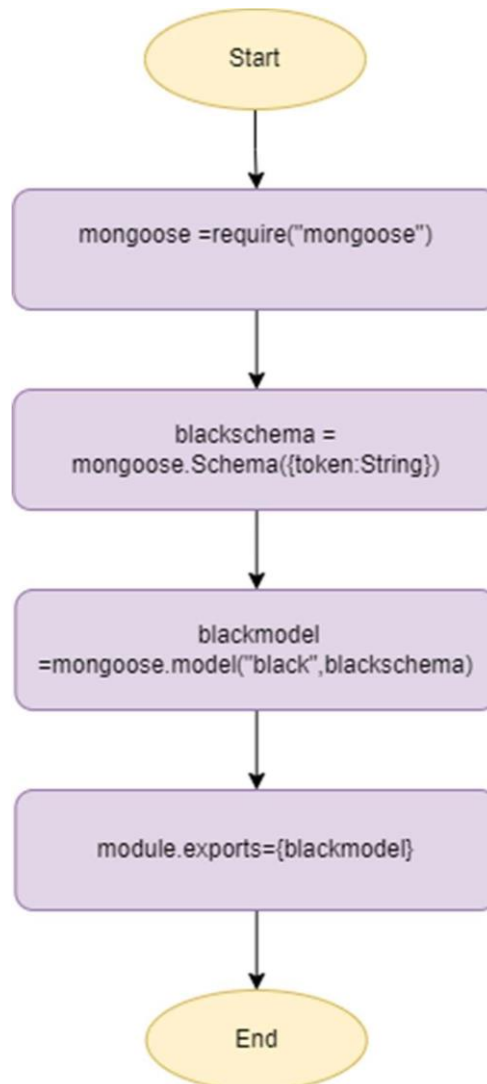 Start
mongoose =require("mongoose")
blackschema =
mongoose.Schema({token:String})
blackmodel
=mongoose.model("black",blackschema)
module.exports={blackmodel}
End